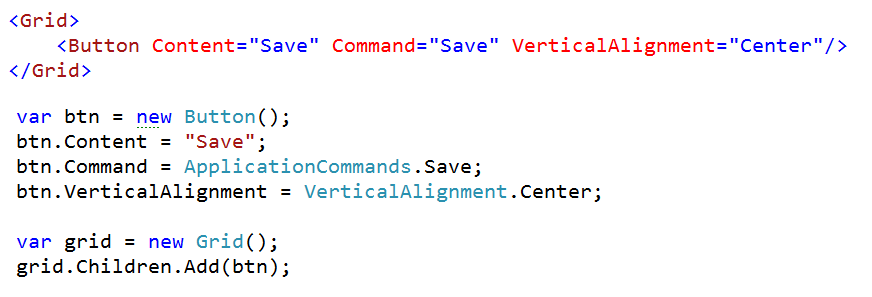 <Grid>
    <Button Content="Save" Command="Save" VerticalAlignment="Center"/>
</Grid>
var btn = new Button();
btn.Content = "Save";
btn.Command = ApplicationCommands.Save;
btn.VerticalAlignment = VerticalAlignment.Center;
var grid = new Grid();
grid.Children.Add(btn);